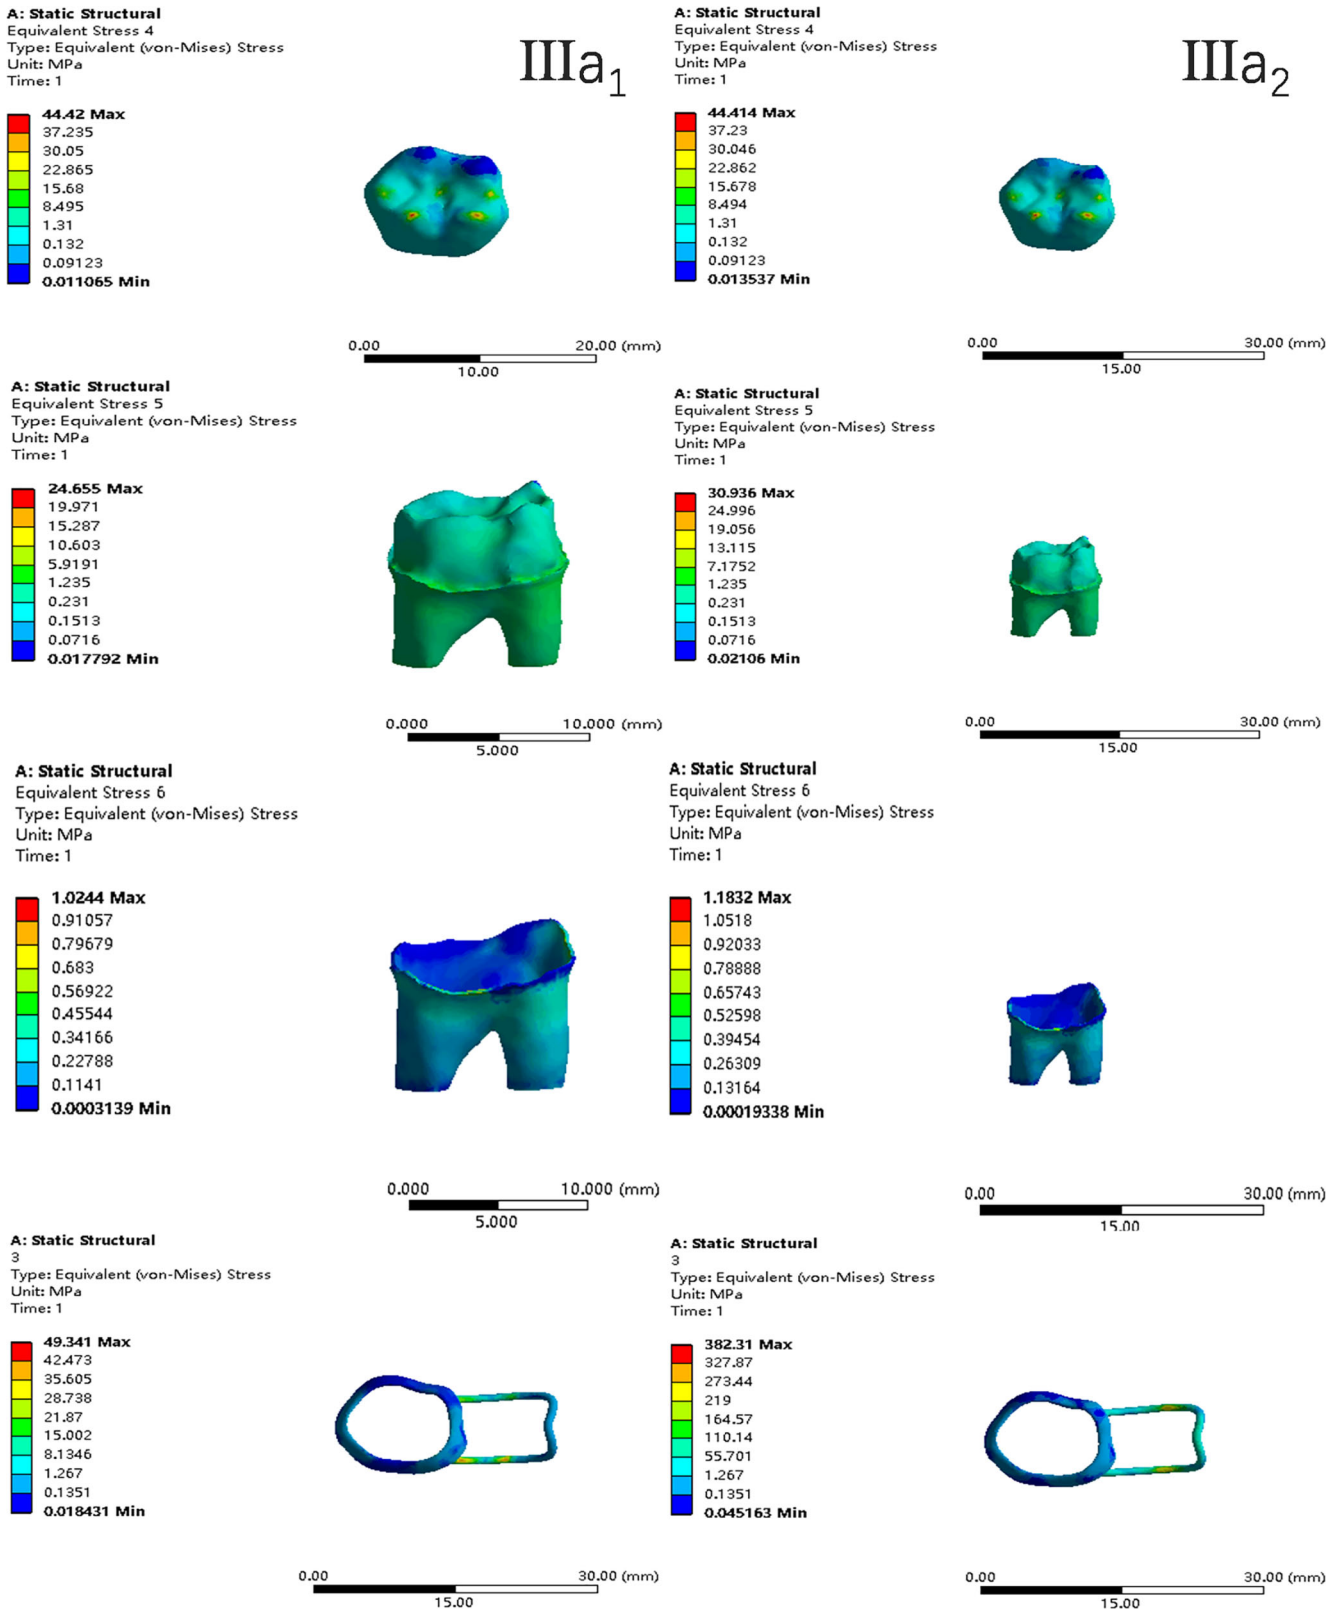 A: Static Structural
Equivalent Stress 4
Type: Equivalent (von-Mises) Stress
Unit: MPa
Time: 1
IIIa1
44.42 Max
37.235
30.05
22.865
15.68
8.495
1.31
0.132
0.09123
0.011065 Min
0.00 20.00 (mm)
10.00
A: Static Structural
Equivalent Stress 4
Type: Equivalent (von-Mises) Stress
Unit: MPa
Time: 1
IIIa2
44.414 Max
37.23
30.046
22.862
15.678
8.494
1.31
0.132
0.09123
0.013537 Min
0.00 30.00 (mm)
15.00
A: Static Structural
Equivalent Stress 5
Type: Equivalent (von-Mises) Stress
Unit: MPa
Time: 1
24.655 Max
19.971
15.287
10.603
5.9191
1.235
0.231
0.1513
0.0716
0.017792 Min
0.000 10.000 (mm)
5.000
A: Static Structural
Equivalent Stress 5
Type: Equivalent (von-Mises) Stress
Unit: MPa
Time: 1
30.936 Max
24.996
19.056
13.115
7.1752
1.235
0.231
0.1513
0.0716
0.02106 Min
0.00 30.00 (mm)
15.00
A: Static Structural
Equivalent Stress 6
Type: Equivalent (von-Mises) Stress
Unit: MPa
Time: 1
1.0244 Max
0.91057
0.79679
0.683
0.56922
0.45544
0.34166
0.22788
0.1141
0.0003139 Min
0.000 10.000 (mm)
5.000
A: Static Structural
Equivalent Stress 6
Type: Equivalent (von-Mises) Stress
Unit: MPa
Time: 1
1.1832 Max
1.0518
0.92033
0.78888
0.65743
0.52598
0.39454
0.26309
0.13164
0.00019338 Min
0.00 30.00 (mm)
15.00
A: Static Structural
3
Type: Equivalent (von-Mises) Stress
Unit: MPa
Time: 1
49.341 Max
42.473
35.605
28.738
21.87
15.002
8.1346
1.267
0.1351
0.018431 Min
0.00 30.00 (mm)
15.00
A: Static Structural
3
Type: Equivalent (von-Mises) Stress
Unit: MPa
Time: 1
382.31 Max
327.87
273.44
219
164.57
110.14
55.701
1.267
0.1351
0.045163 Min
0.00 30.00 (mm)
15.00